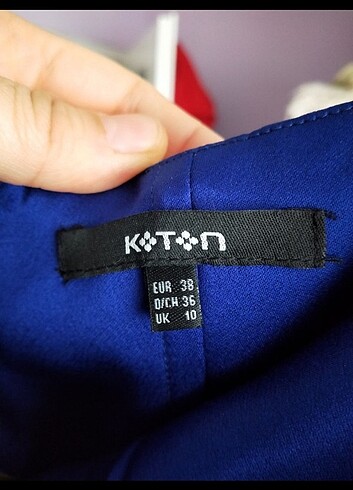 KOTON
EUR 38
D/CH 36
UK 10